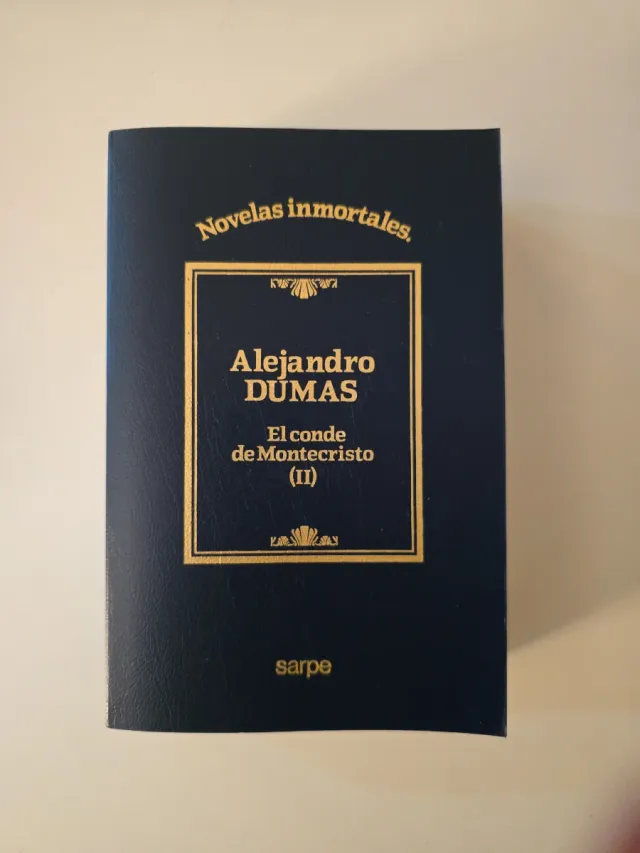 Novelas inmortales.
Alejandro
DUMAS
El conde
de Montecristo
(II)
sarpe